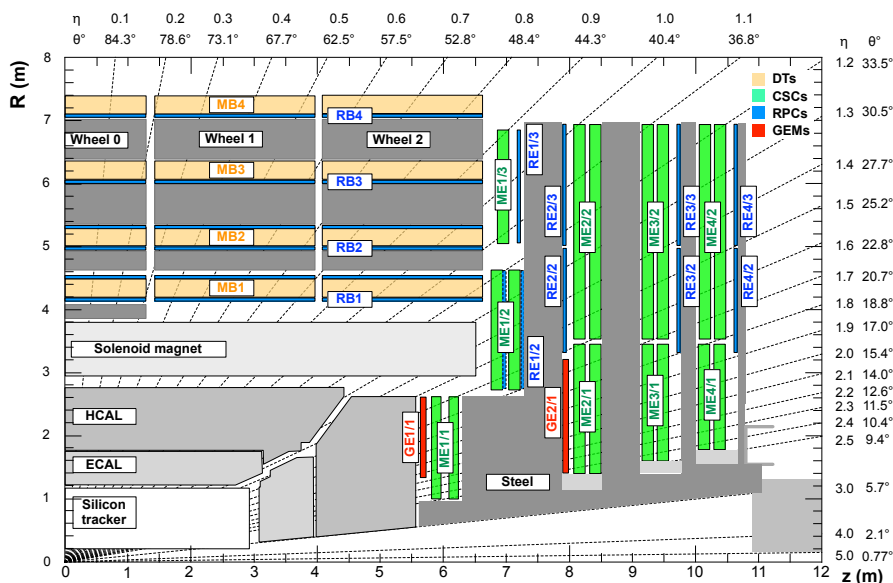 η 0.1 0.2 0.3 0.4 0.5 0.6 0.7 0.8 0.9 1.0 1.1
θ° 84.3° 78.6° 73.1° 67.7° 62.5° 57.5° 52.8° 48.4° 44.3° 40.4° 36.8° η θ°
R (m)
8
7
6
5
4
3
2
1
0
1.2 33.5°
1.3 30.5°
1.4 27.7°
1.5 25.2°
1.6 22.8°
1.7 20.7°
1.8 18.8°
1.9 17.0°
2.0 15.4°
2.1 14.0°
2.2 12.6°
2.3 11.5°
2.4 10.4°
2.5 9.4°
3.0 5.7°
4.0 2.1°
5.0 0.77°
DTs
CSCs
RPCs
GEMs
MB4
RB4
Wheel 0 Wheel 1 Wheel 2
MB3
RB3
MB2
RB2
MB1
RB1
Solenoid magnet
HCAL
ECAL
Silicon
tracker
Steel
ME1/3
RE1/3
RE2/3
ME2/2
ME3/2
RE3/3
ME4/2
RE4/3
RE2/2
RE3/2
RE4/2
ME1/2
RE1/2
GE1/1
ME1/1
GE2/1
ME2/1
ME3/1
ME4/1
0 1 2 3 4 5 6 7 8 9 10 11 12
z (m)